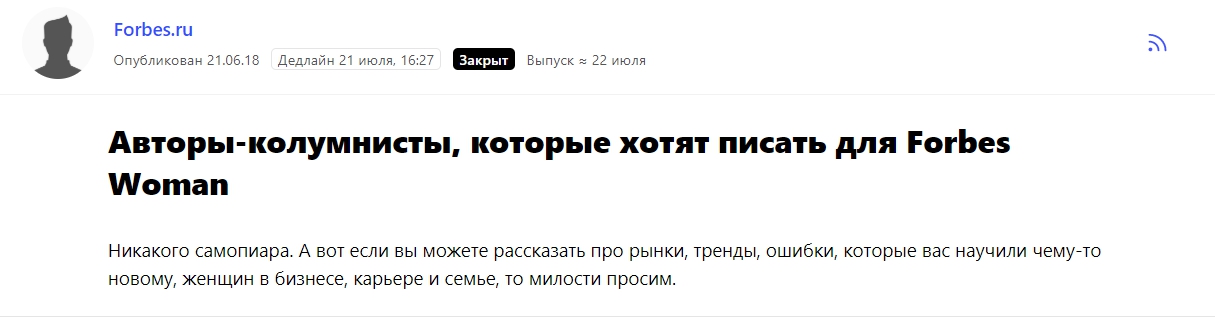 Forbes.ru
Опубликован 21.06.18 Дедлайн 21 июля, 16:27 Закрыт Выпуск ≈ 22 июля
Авторы-колумнисты, которые хотят писать для Forbes
Woman
Никакого самопиара. А вот если вы можете рассказать про рынки, тренды, ошибки, которые вас научили чему-то
новому, женщин в бизнесе, карьере и семье, то милости просим.